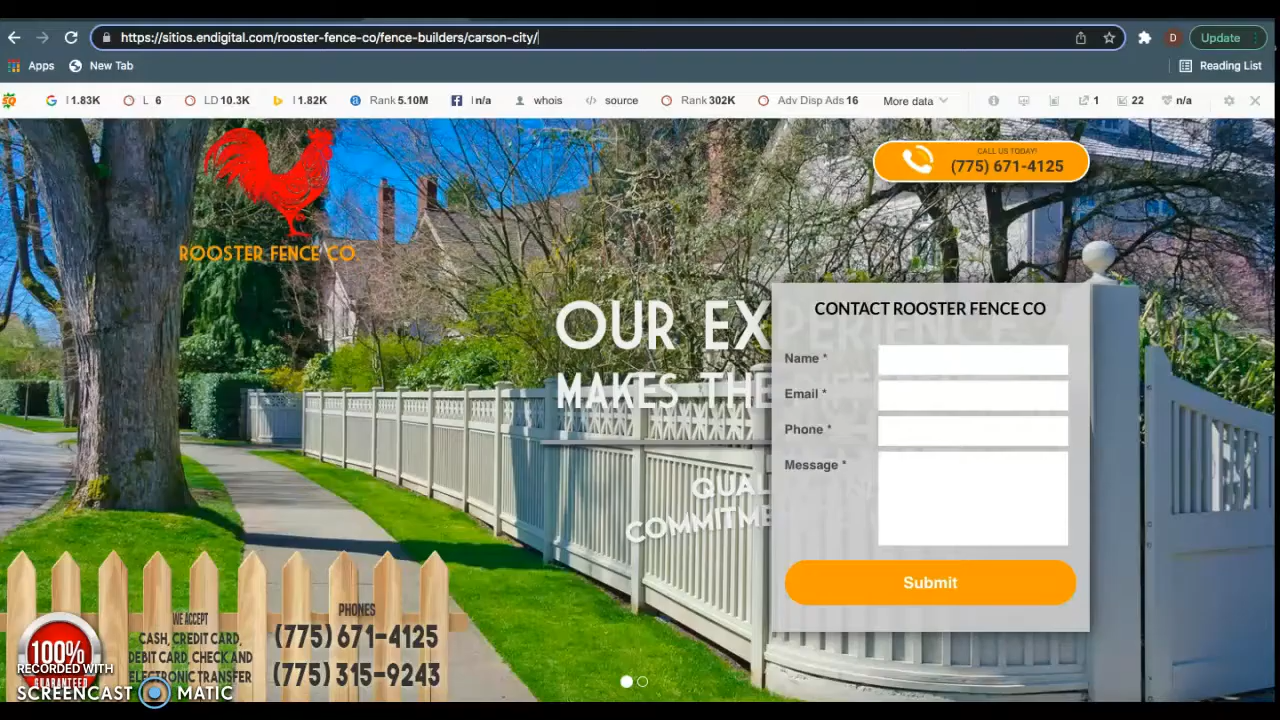 https://sitios.endigital.com/rooster-fence-co/fence-builders/carson-city/
D
Update
Apps
New Tab
Reading List
I 1.83K
L 6
LD 10.3K
I 1.82K
Rank 5.10M
I n/a
whois
source
Rank 302K
Adv Disp Ads 16
More data
1
22
n/a
CALL US TODAY!
(775) 671-4125
ROOSTER FENCE CO
OUR EXPERIENCE
MAKES THE
QUAL
COMMITME
CONTACT ROOSTER FENCE CO
Name *
Email *
Phone *
Message *
Submit
WE ACCEPT
CASH, CREDIT CARD,
DEBIT CARD, CHECK AND
ELECTRONIC TRANSFER
PHONES
(775) 671-4125
(775) 315-9243
100%
GUARANTEED
RECORDED WITH
SCREENCAST MATIC